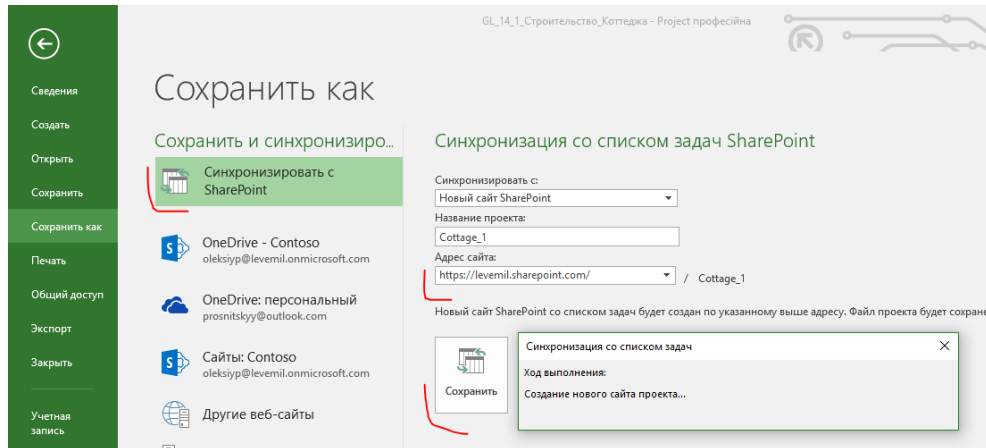 GL_14_1_Строительство_Коттеджа - Project професійна
Сведения
Создать
Открыть
Сохранить
Сохранить как
Печать
Общий доступ
Экспорт
Закрыть
Учетная
запись
Сохранить как
Сохранить и синхронизиро...
Синхронизировать с
SharePoint
OneDrive - Contoso
oleksiyp@levemil.onmicrosoft.com
OneDrive: персональный
prosnitskyy@outlook.com
Сайты: Contoso
oleksiyp@levemil.onmicrosoft.com
Другие веб-сайты
Синхронизация со списком задач SharePoint
Синхронизировать с:
Новый сайт SharePoint
Название проекта:
Cottage_1
Адрес сайта:
https://levemil.sharepoint.com/ / Cottage_1
Новый сайт SharePoint со списком задач будет создан по указанному выше адресу. Файл проекта будет сохране
Сохранить
Синхронизация со списком задач
Ход выполнения:
Создание нового сайта проекта...